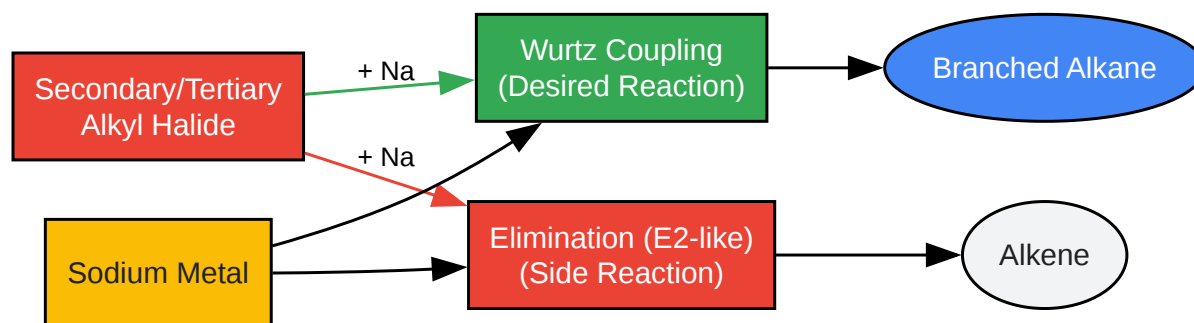 Secondary/Tertiary
Alkyl Halide
+ Na
Wurtz Coupling
(Desired Reaction)
Branched Alkane
+ Na
Sodium Metal
Elimination (E2-like)
(Side Reaction)
Alkene